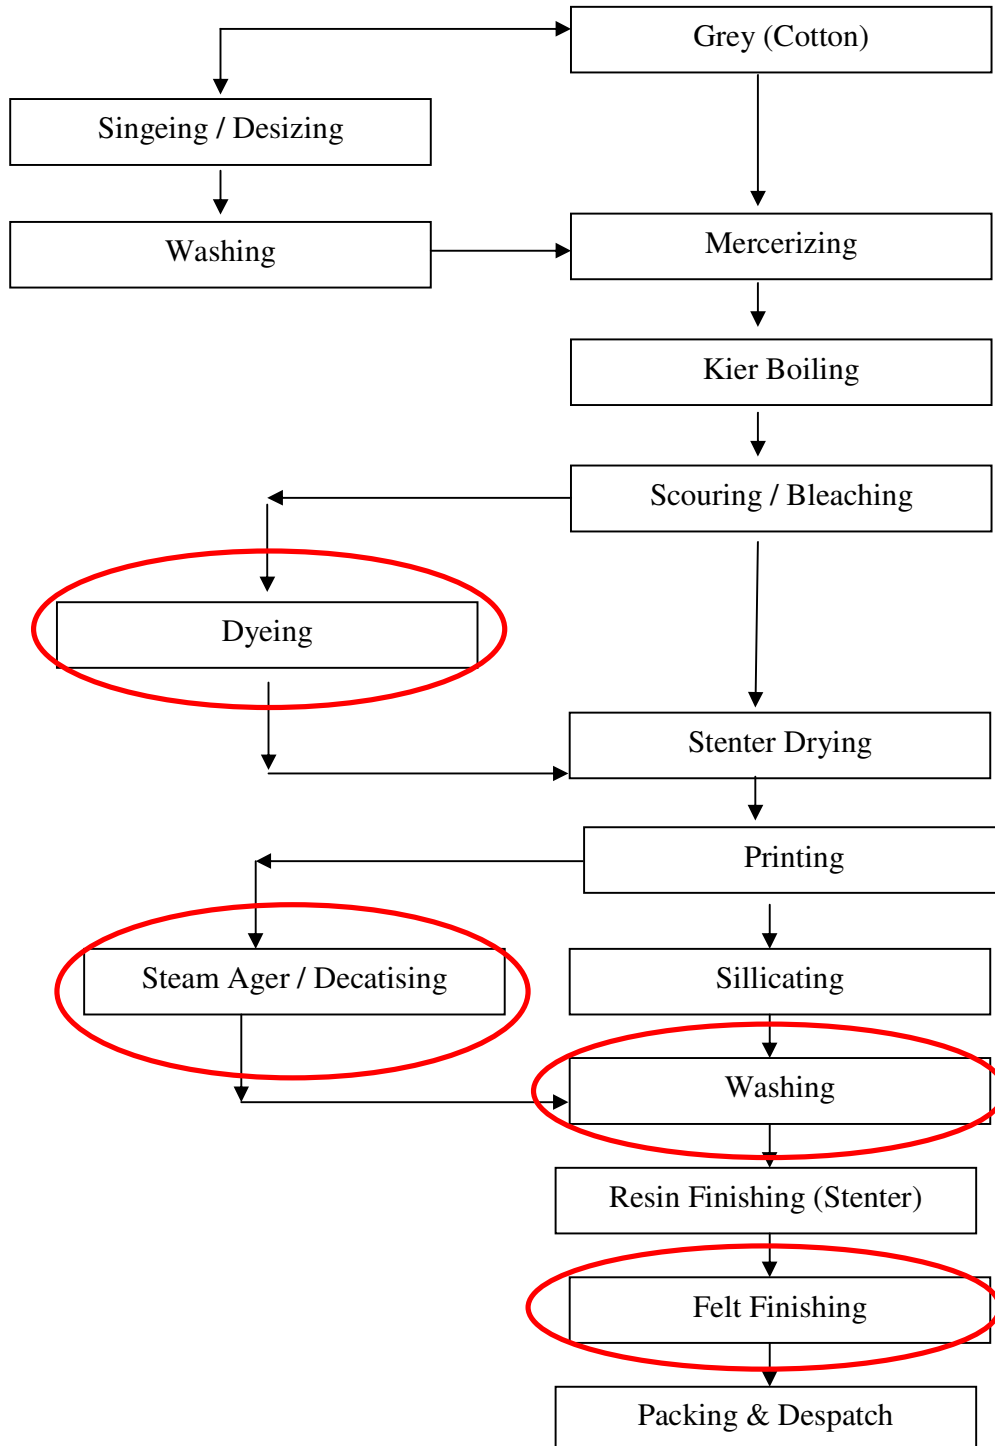 Grey (Cotton)
Singeing / Desizing
Washing
Mercerizing
Kier Boiling
Scouring / Bleaching
Dyeing
Stenter Drying
Printing
Steam Ager / Decatising
Sillicating
Washing
Resin Finishing (Stenter)
Felt Finishing
Packing & Despatch